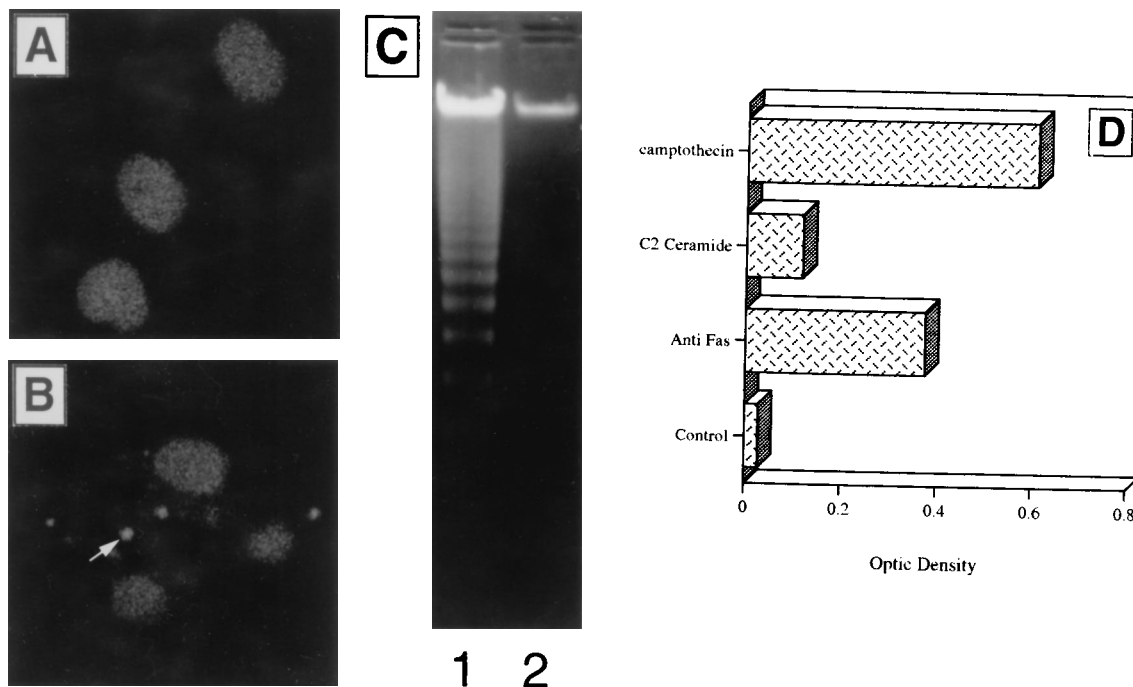 A
B
C
1 2
D
camptothecin
C2 Ceramide
Anti Fas
Control
0 0.2 0.4 0.6 0.8
Optic Density